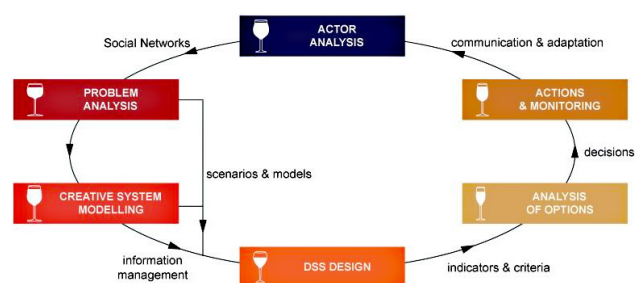 ACTOR
ANALYSIS
Social Networks
communication & adaptation
PROBLEM
ANALYSIS
ACTIONS
& MONITORING
decisions
scenarios & models
CREATIVE SYSTEM
MODELLING
ANALYSIS
OF OPTIONS
information
management
DSS DESIGN
indicators & criteria